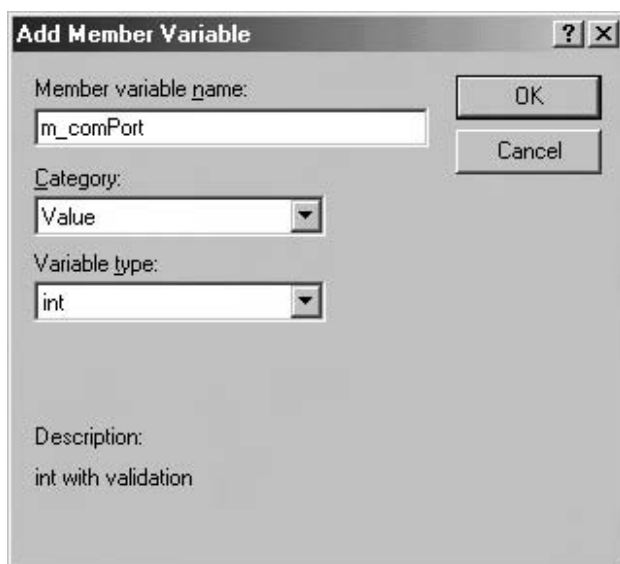 Add Member Variable
Member variable name:
OK
m_comPort
Cancel
Category:
Value
Variable type:
int
Description:
int with validation